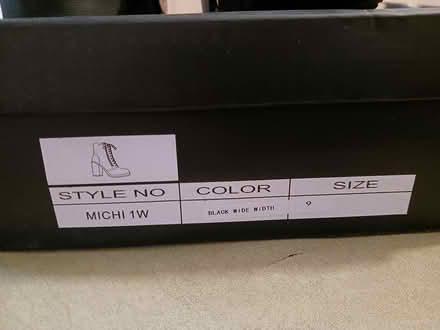 STYLE NO COLOR SIZE
MICHI 1W BLACK WIDE WIDTH 9